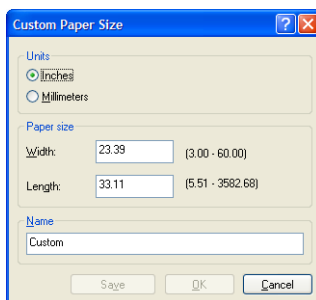 Custom Paper Size
Units
Inches
Millimeters
Paper size
Width: 23.39 (3.00 - 60.00)
Length: 33.11 (5.51 - 3582.68)
Name
Custom
Save OK Cancel